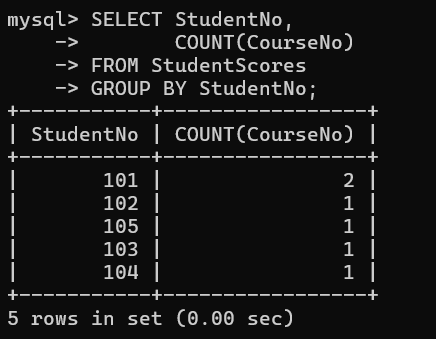 mysql> SELECT StudentNo,
    ->        COUNT(CourseNo)
    -> FROM StudentScores
    -> GROUP BY StudentNo;
+-----------+-----------------+
| StudentNo | COUNT(CourseNo) |
+-----------+-----------------+
|       101 |               2 |
|       102 |               1 |
|       105 |               1 |
|       103 |               1 |
|       104 |               1 |
+-----------+-----------------+
5 rows in set (0.00 sec)